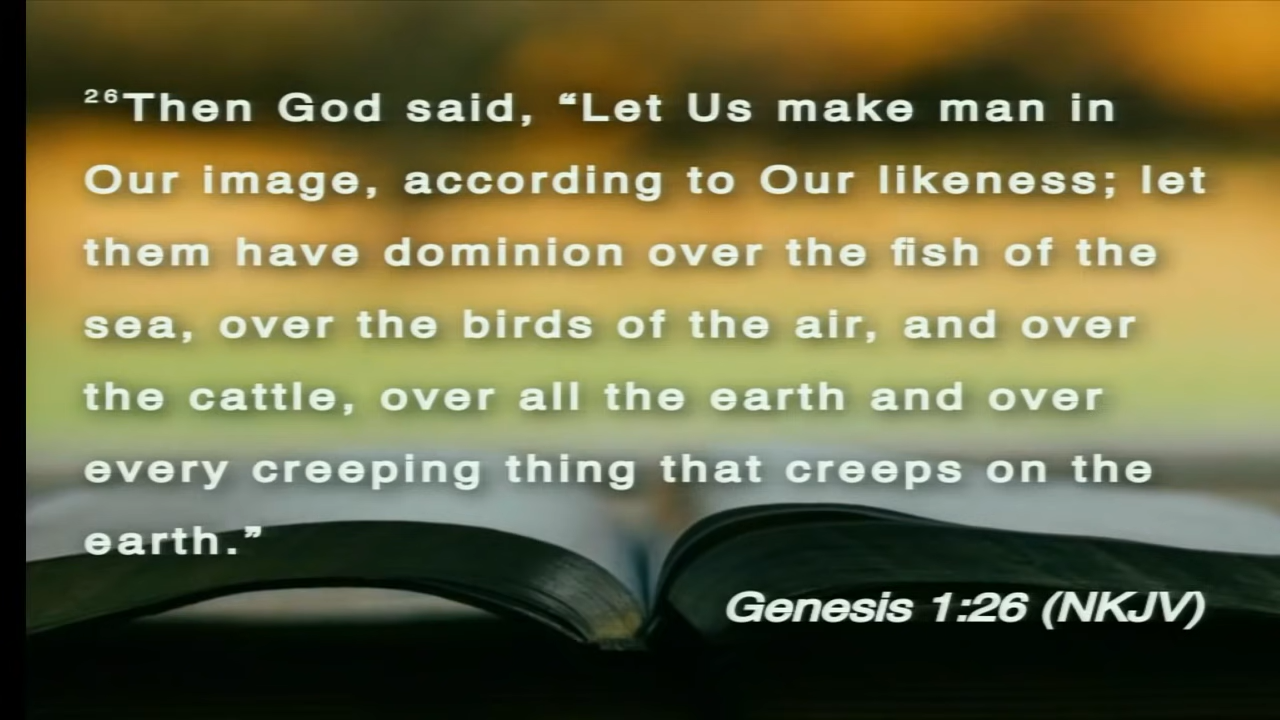 ²⁶Then God said, “Let Us make man in
Our image, according to Our likeness; let
them have dominion over the fish of the
sea, over the birds of the air, and over
the cattle, over all the earth and over
every creeping thing that creeps on the
earth.”
Genesis 1:26 (NKJV)